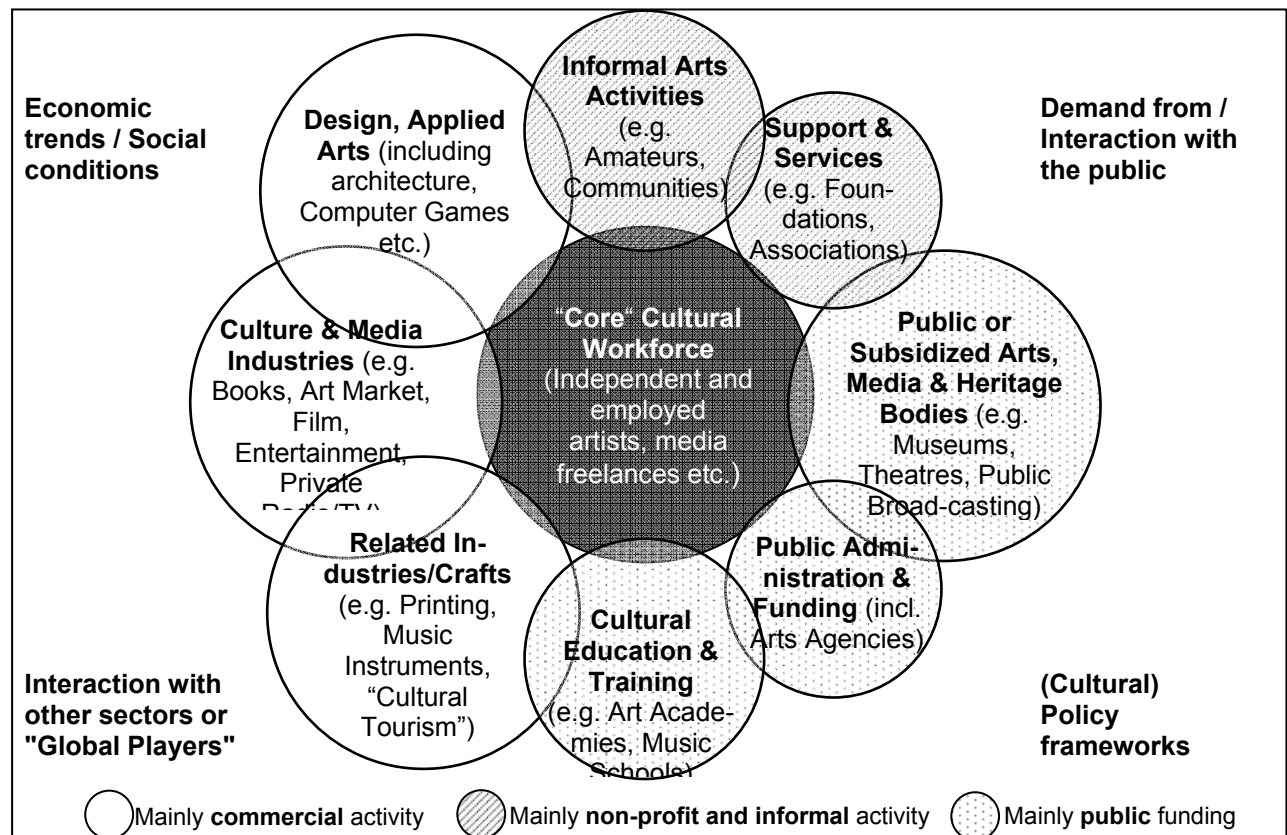 Economic
trends / Social
conditions
Design, Applied
Arts (including
architecture,
Computer Games
etc.)
Informal Arts
Activities
(e.g.
Amateurs,
Communities)
Support &
Services
(e.g. Foun-
dations,
Associations)
Demand from /
Interaction with
the public
Culture & Media
Industries (e.g.
Books, Art Market,
Film,
Entertainment,
Private
Radio/TV)
“Core“ Cultural
Workforce
(Independent and
employed
artists, media
freelances etc.)
Public or
Subsidized Arts,
Media & Heritage
Bodies (e.g.
Museums,
Theatres, Public
Broad-casting)
Related In-
dustries/Crafts
(e.g. Printing,
Music
Instruments,
“Cultural
Tourism”)
Cultural
Education &
Training
(e.g. Art Acade-
mies, Music
Schools)
Public Admi-
nistration &
Funding (incl.
Arts Agencies)
Interaction with
other sectors or
"Global Players"
(Cultural)
Policy
frameworks
Mainly commercial activity
Mainly non-profit and informal activity
Mainly public funding